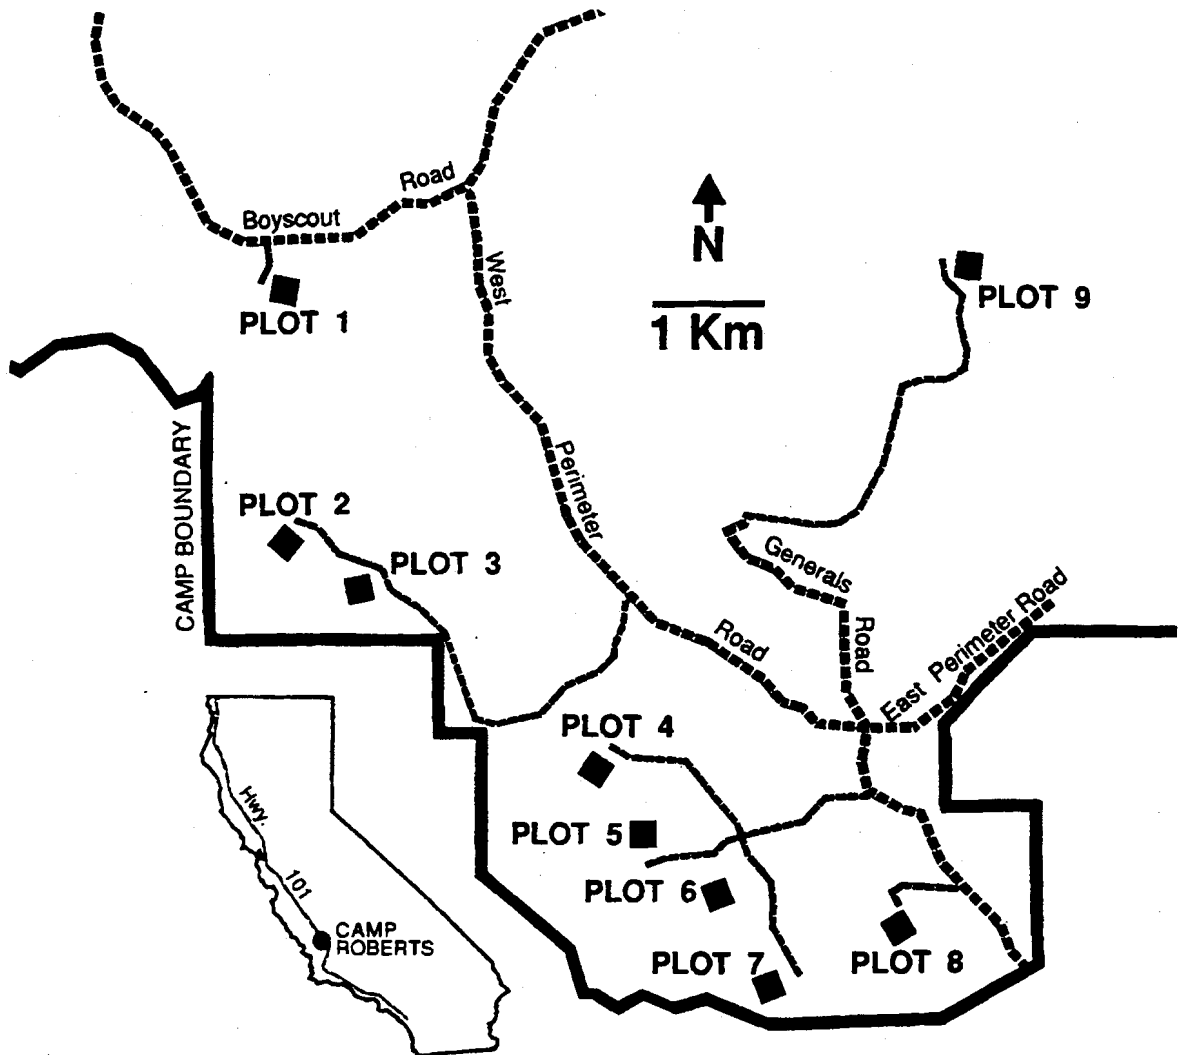 Road
Boyscout
N
West
PLOT 9
1 Km
PLOT 1
CAMP BOUNDARY
PLOT 2
Perimeter
PLOT 3
Generals
Road
Road
East Perimeter Road
PLOT 4
Hwy.
101
PLOT 5
PLOT 6
CAMP
ROBERTS
PLOT 7
PLOT 8